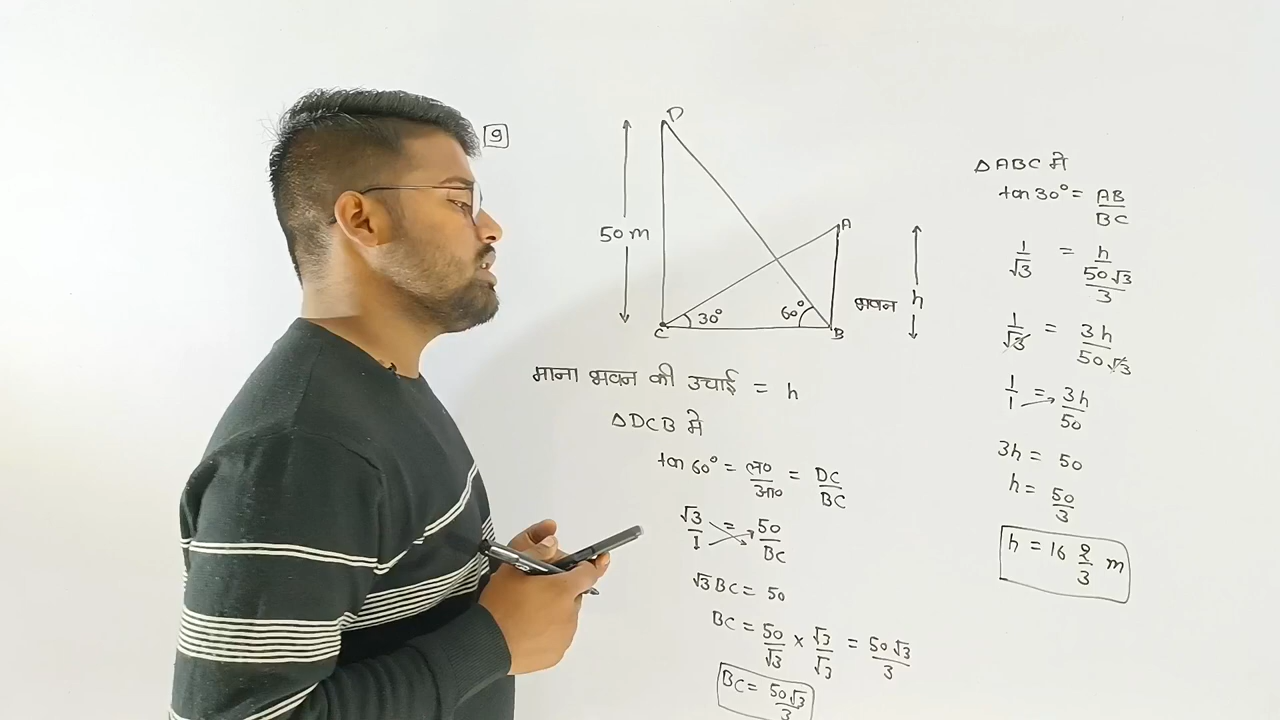 9
D
50 m
A
30°
60°
भवन h
C
B
माना भवन की उचाई = h
ΔDCB मे
tan 60° = ल०/आ० = DC/BC
√3/1 = 50/BC
√3 BC = 50
BC = 50/√3 × √3/√3 = 50√3/3
BC = 50√3/3
ΔABC मे
tan 30° = AB/BC
1/√3 = h/(50√3/3)
1/√3 = 3h/50√3
1/1 = 3h/50
3h = 50
h = 50/3
h = 16 2/3 m